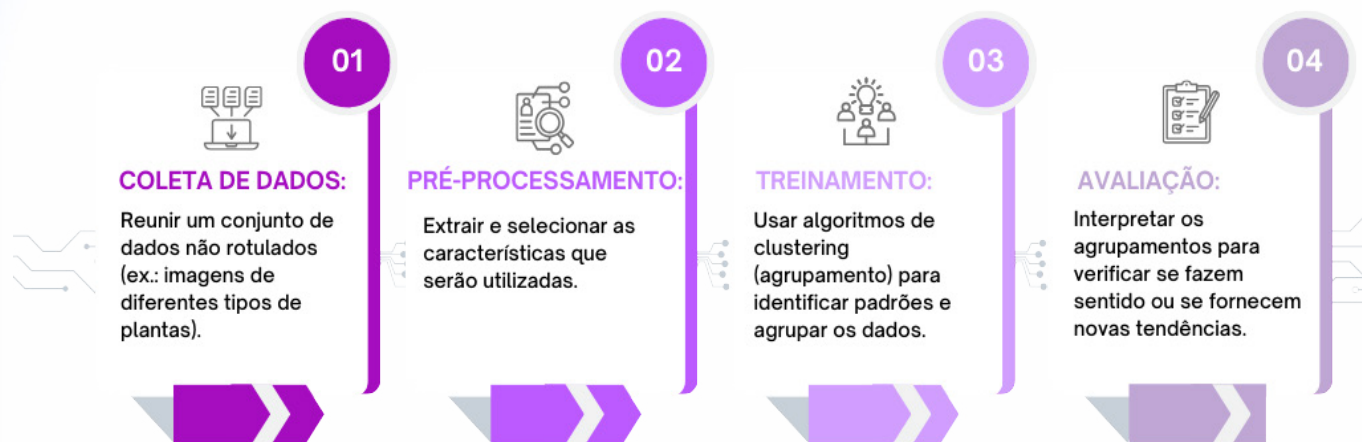 01
COLETA DE DADOS:
Reunir um conjunto de
dados não rotulados
(ex.: imagens de
diferentes tipos de
plantas).
02
PRÉ-PROCESSAMENTO:
Extrair e selecionar as
características que
serão utilizadas.
03
TREINAMENTO:
Usar algoritmos de
clustering
(agrupamento) para
identificar padrões e
agrupar os dados.
04
AVALIAÇÃO:
Interpretar os
agrupamentos para
verificar se fazem
sentido ou se fornecem
novas tendências.